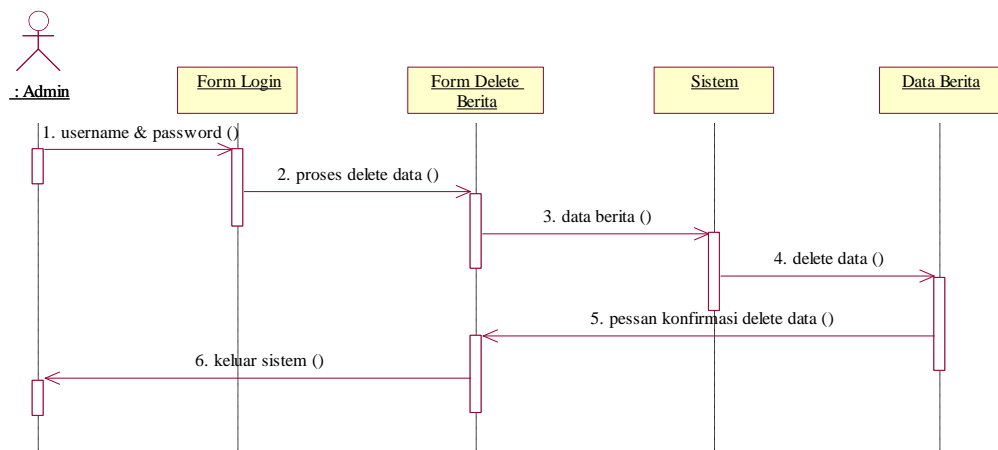 : Admin
Form Login
Form Delete
Berita
Sistem
Data Berita
1. username & password ()
2. proses delete data ()
3. data berita ()
4. delete data ()
5. pessan konfirmasi delete data ()
6. keluar sistem ()